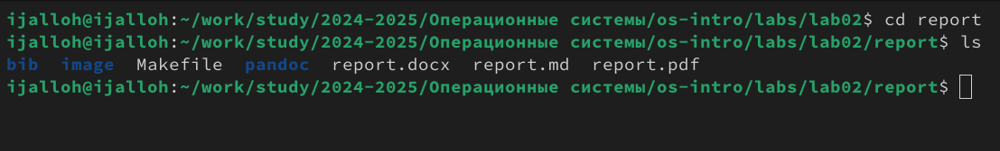 ijalloh@ijalloh:~/work/study/2024-2025/Операционные системы/os-intro/labs/lab02$ cd report
ijalloh@ijalloh:~/work/study/2024-2025/Операционные системы/os-intro/labs/lab02/report$ ls
bib  image  Makefile  pandoc  report.docx  report.md  report.pdf
ijalloh@ijalloh:~/work/study/2024-2025/Операционные системы/os-intro/labs/lab02/report$